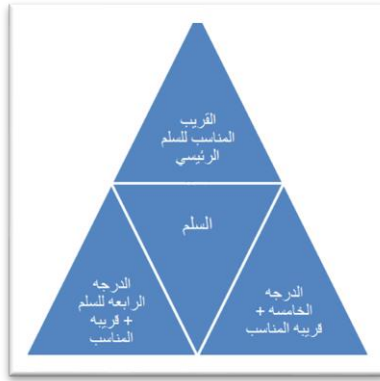 القريب
المناسب للسلم
الرئيسي
السلم
الدرجه
الخامسه +
قريبه المناسب
الدرجه
الرابعه للسلم
+ قريبه
المناسب